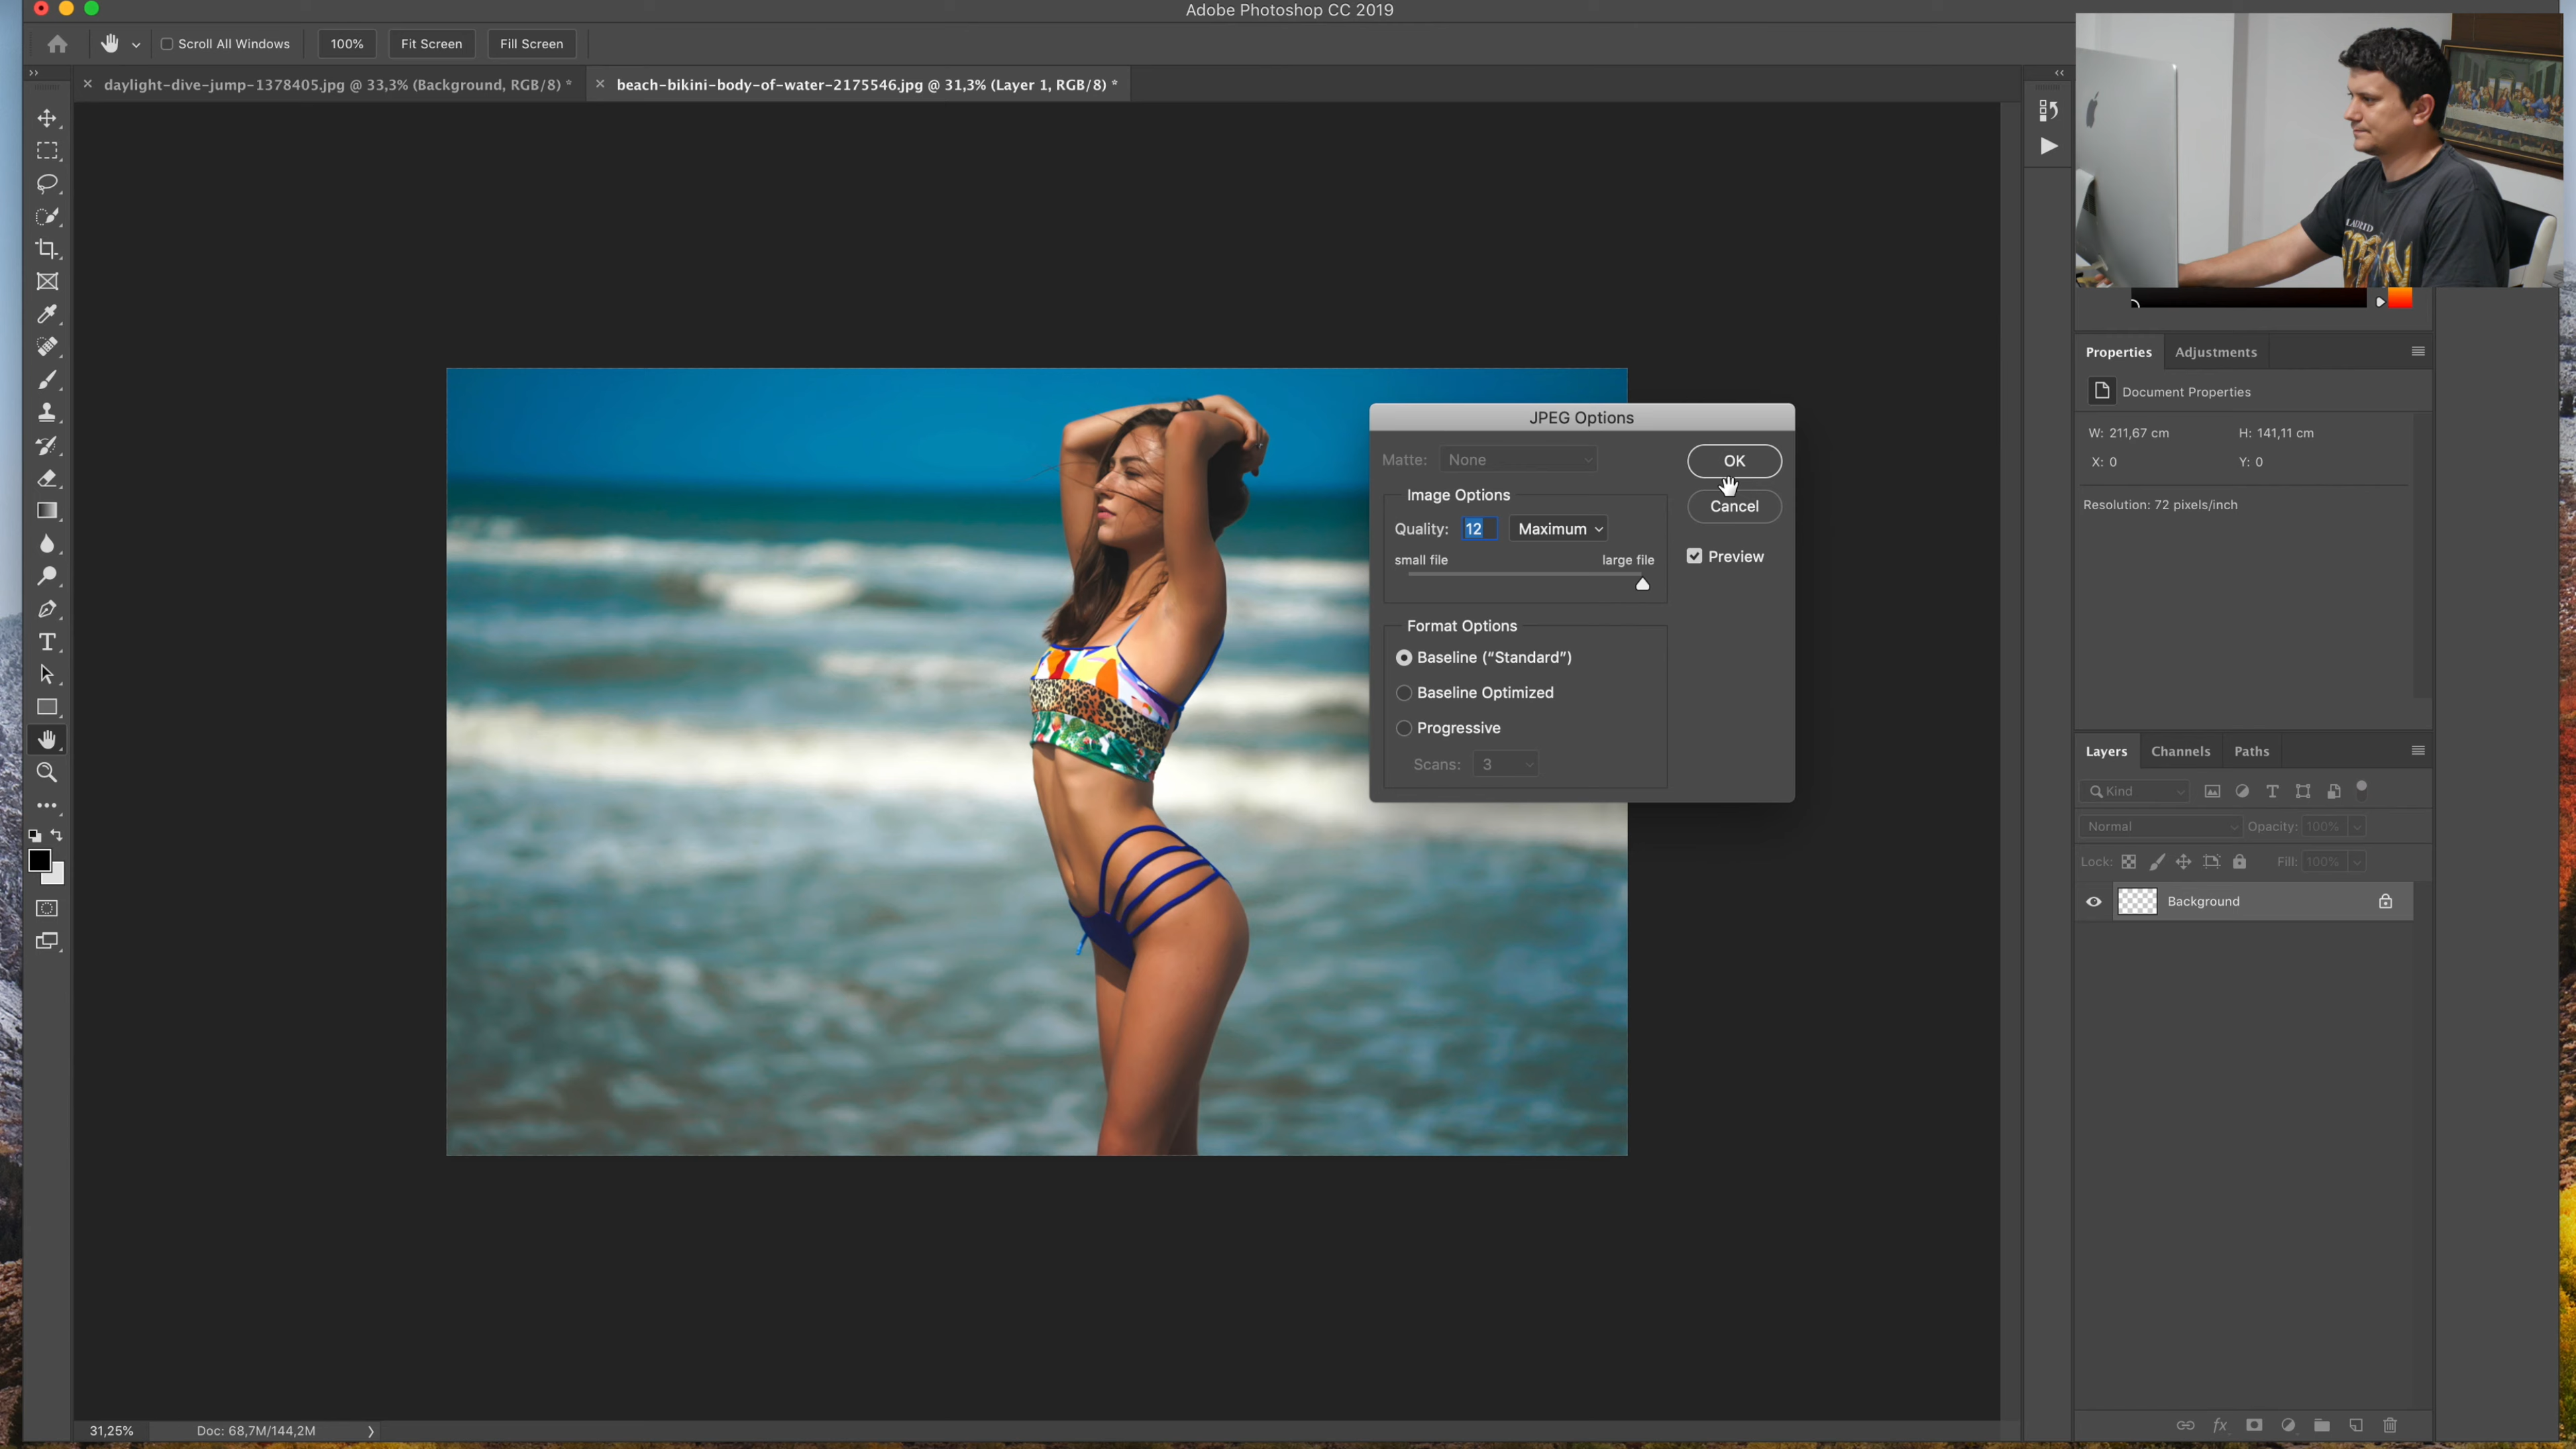 Adobe Photoshop CC 2019
Scroll All Windows
100%
Fit Screen
Fill Screen
daylight-dive-jump-1378405.jpg @ 33,3% (Background, RGB/8) *
beach-bikini-body-of-water-2175546.jpg @ 31,3% (Layer 1, RGB/8) *
JPEG Options
Matte: None
OK
Image Options
Cancel
Quality: 12 Maximum
Preview
small file large file
Format Options
Baseline (“Standard”)
Baseline Optimized
Progressive
Scans: 3
Properties Adjustments
Document Properties
W: 211,67 cm H: 141,11 cm
X: 0 Y: 0
Resolution: 72 pixels/inch
Layers Channels Paths
Kind
Normal Opacity: 100%
Lock: Fill: 100%
Background
31,25% Doc: 68,7M/144,2M